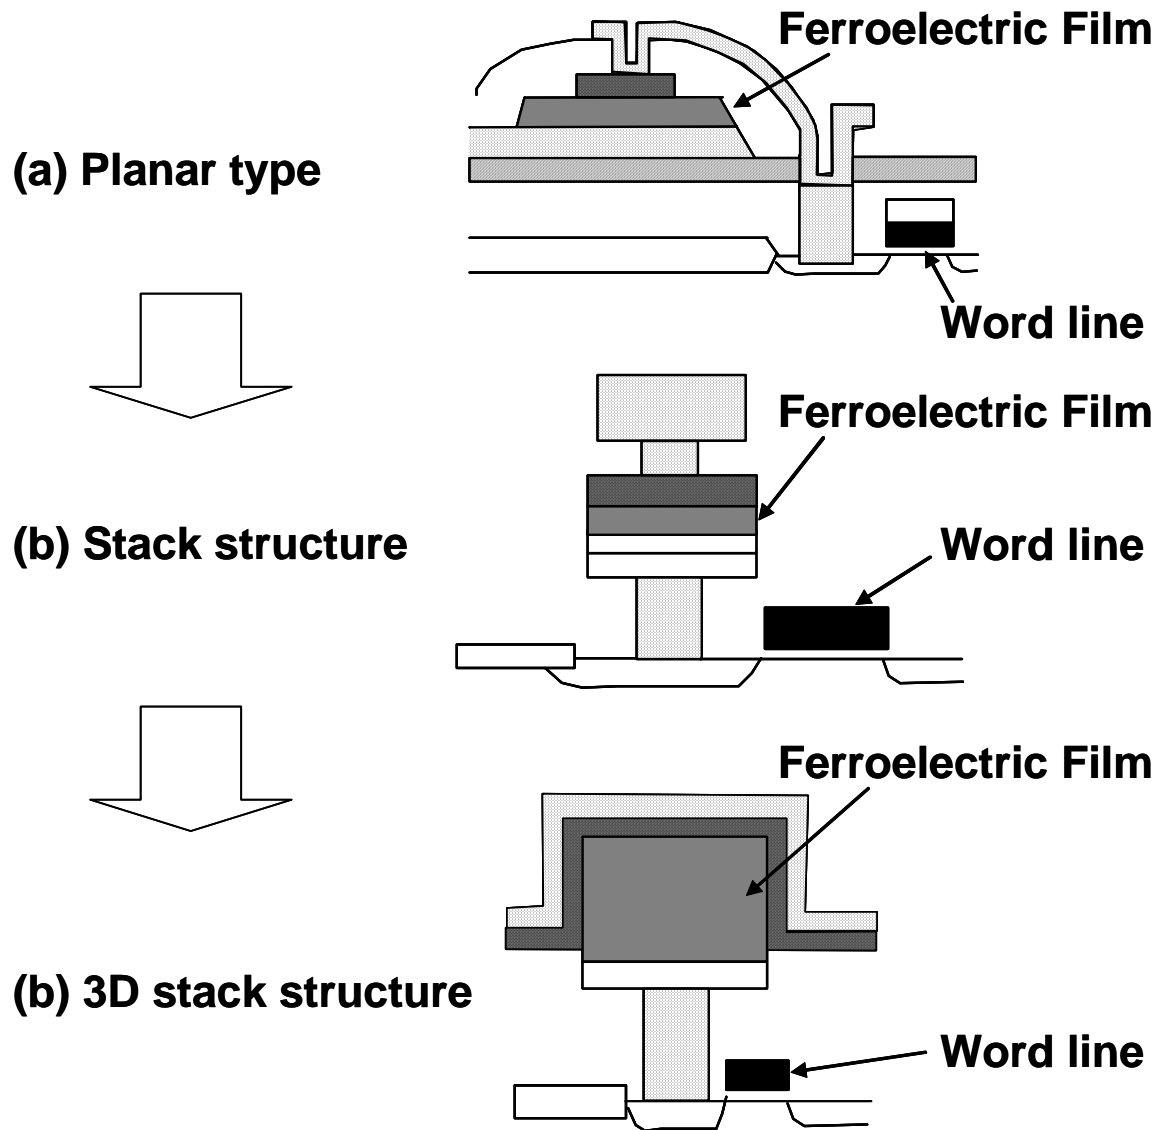 Ferroelectric Film
(a) Planar type
Word line
Ferroelectric Film
(b) Stack structure
Word line
Ferroelectric Film
(b) 3D stack structure
Word line